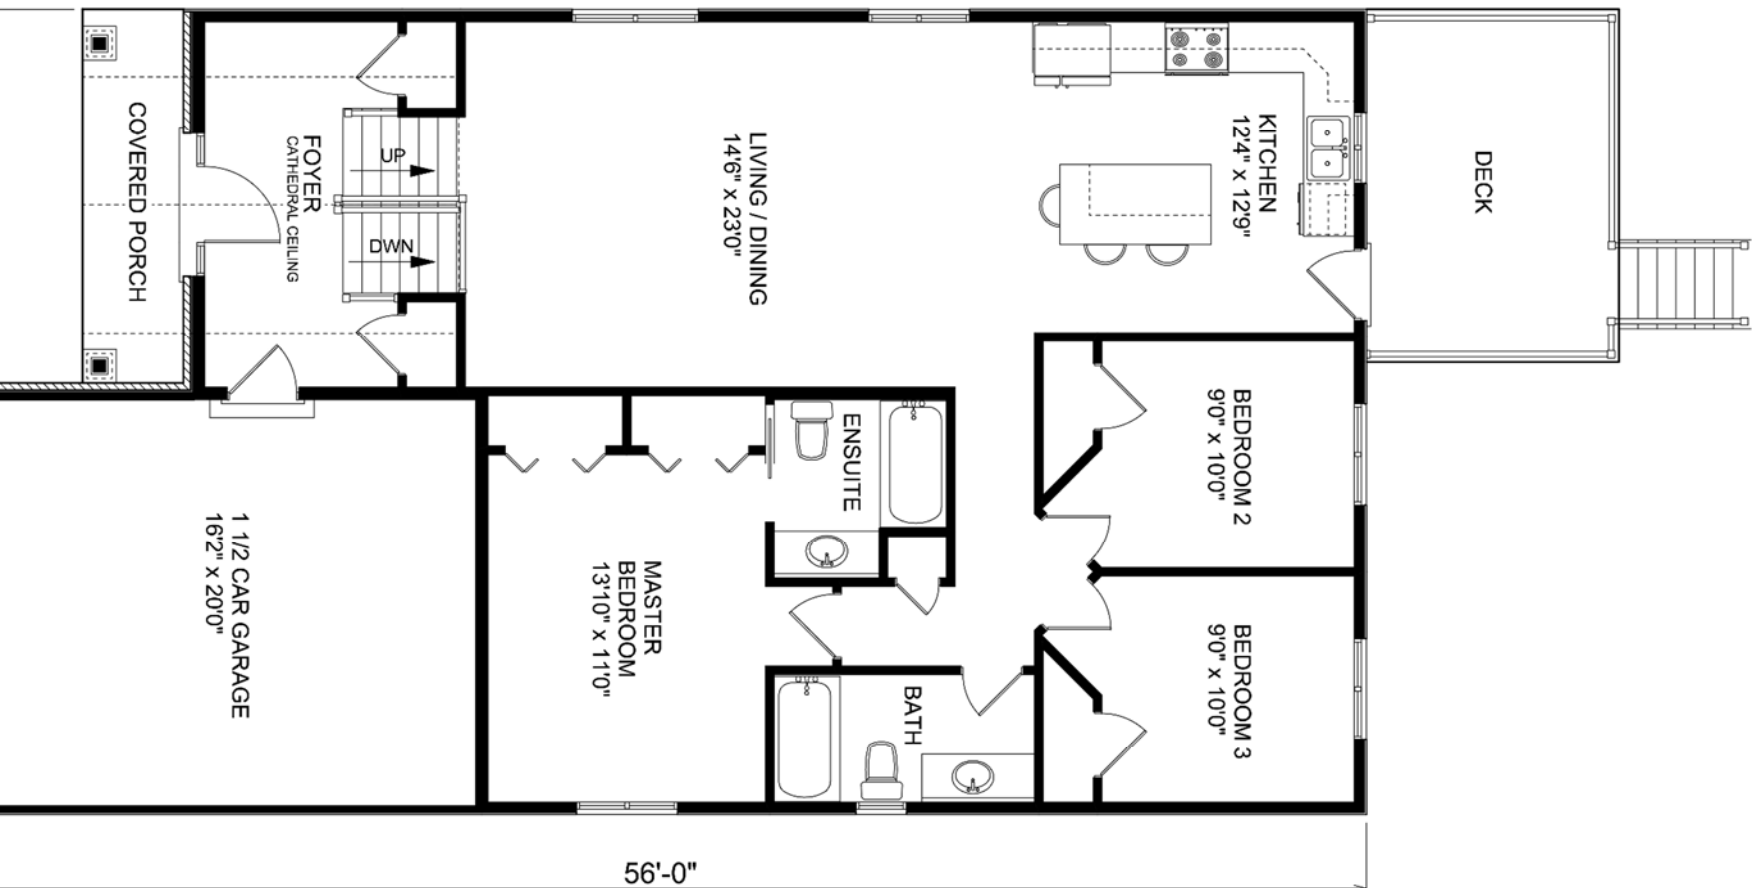 COVERED PORCH
FOYER
CATHEDRAL CEILING
UP
DWN
LIVING / DINING
14'6" x 23'0"
KITCHEN
12'4" x 12'9"
DECK
BEDROOM 2
9'0" x 10'0"
ENSUITE
1 1/2 CAR GARAGE
16'2" x 20'0"
MASTER
BEDROOM
13'10" x 11'0"
BATH
BEDROOM 3
9'0" x 10'0"
56'-0"